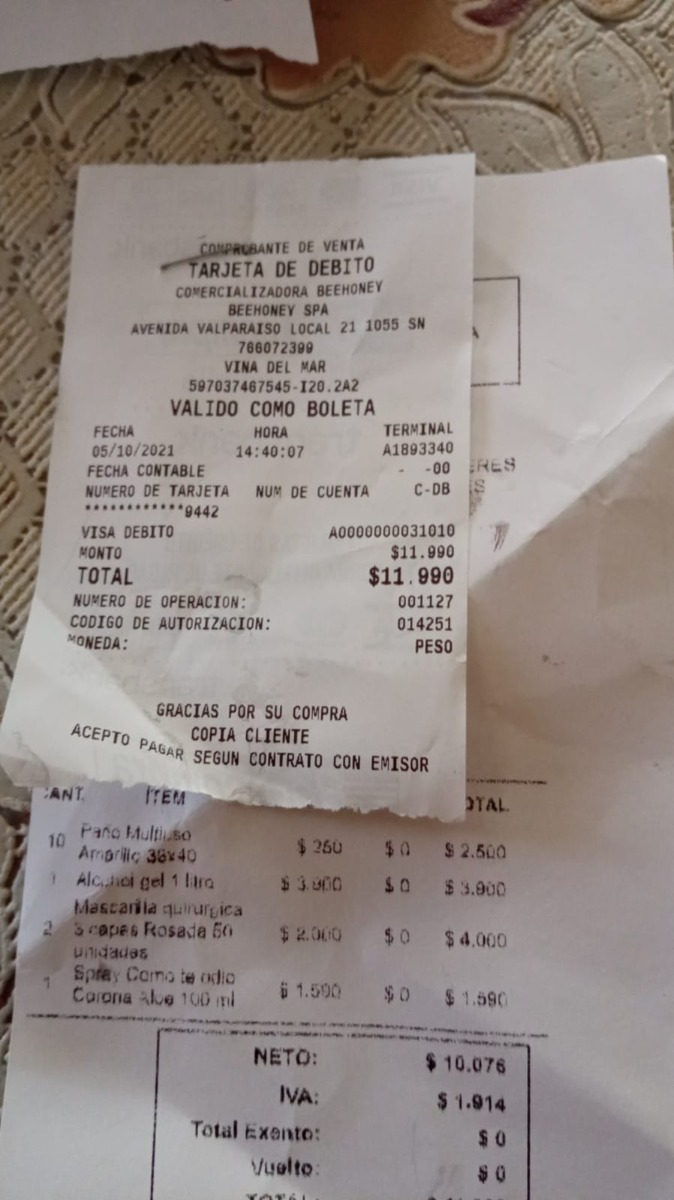 COMPROBANTE DE VENTA
TARJETA DE DEBITO
COMERCIALIZADORA BEEHONEY
BEEHONEY SPA
AVENIDA VALPARAISO LOCAL 21 1055 SN
766072399
VINA DEL MAR
597037467545-I20.2A2
VALIDO COMO BOLETA
FECHA HORA TERMINAL
05/10/2021 14:40:07 A1893340
FECHA CONTABLE - -00
NUMERO DE TARJETA NUM DE CUENTA C-DB
************9442
VISA DEBITO A0000000031010
MONTO $11.990
TOTAL $11.990
NUMERO DE OPERACION: 001127
CODIGO DE AUTORIZACION: 014251
MONEDA: PESO
GRACIAS POR SU COMPRA
COPIA CLIENTE
ACEPTO PAGAR SEGUN CONTRATO CON EMISOR
ANT. ITEM OTAL
10 Paño Multiuso
Amarillo 38x40 $ 250 $ 0 $ 2.500
1 Alcohol gel 1 litro $ 3.900 $ 0 $ 3.900
Mascarilla quirurgica
2 3 capas Rosada 50 $ 2.000 $ 0 $ 4.000
unidades
1 Spray Como te odio
Corona Aloe 100 ml $ 1.590 $ 0 $ 1.590
NETO: $ 10.076
IVA: $ 1.914
Total Exento: $ 0
Vuelto: $ 0